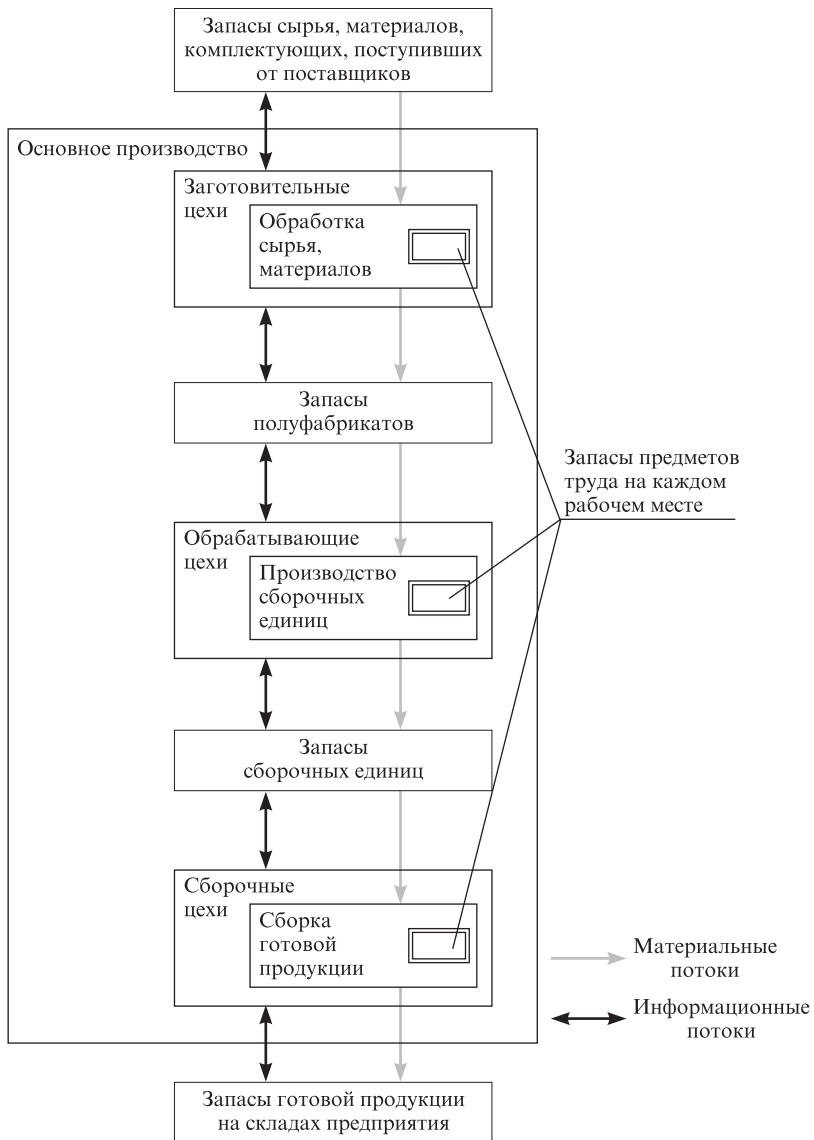 Запасы сырья, материалов,
комплектующих, поступивших
от поставщиков
Основное производство
Заготовительные
цехи
Обработка
сырья,
материалов
Запасы
полуфабрикатов
Запасы предметов
труда на каждом
рабочем месте
Обрабатывающие
цехи
Производство
сборочных
единиц
Запасы
сборочных единиц
Сборочные
цехи
Сборка
готовой
продукции
Материальные
потоки
Информационные
потоки
Запасы готовой продукции
на складах предприятия